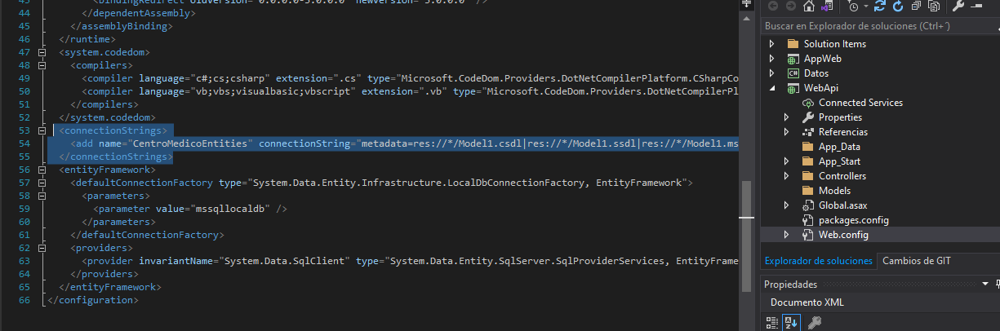 44 </dependentAssembly>
45 </assemblyBinding>
46 </runtime>
47 <system.codedom>
48 <compilers>
49 <compiler language="c#;cs;csharp" extension=".cs" type="Microsoft.CodeDom.Providers.DotNetCompilerPlatform.CSharpCo
50 <compiler language="vb;vbs;visualbasic;vbscript" extension=".vb" type="Microsoft.CodeDom.Providers.DotNetCompilerPl
51 </compilers>
52 </system.codedom>
53 <connectionStrings>
54 <add name="CentroMedicoEntities" connectionString="metadata=res://*/Model1.csdl|res://*/Model1.ssdl|res://*/Model1.ms
55 </connectionStrings>
56 <entityFramework>
57 <defaultConnectionFactory type="System.Data.Entity.Infrastructure.LocalDbConnectionFactory, EntityFramework">
58 <parameters>
59 <parameter value="mssqllocaldb" />
60 </parameters>
61 </defaultConnectionFactory>
62 <providers>
63 <provider invariantName="System.Data.SqlClient" type="System.Data.Entity.SqlServer.SqlProviderServices, EntityFrame
64 </providers>
65 </entityFramework>
66 </configuration>
Buscar en Explorador de soluciones (Ctrl+´)
Solution Items
AppWeb
C# Datos
WebApi
Connected Services
Properties
Referencias
App_Data
App_Start
Controllers
Models
Global.asax
packages.config
Web.config
Explorador de soluciones Cambios de GIT
Propiedades
Documento XML